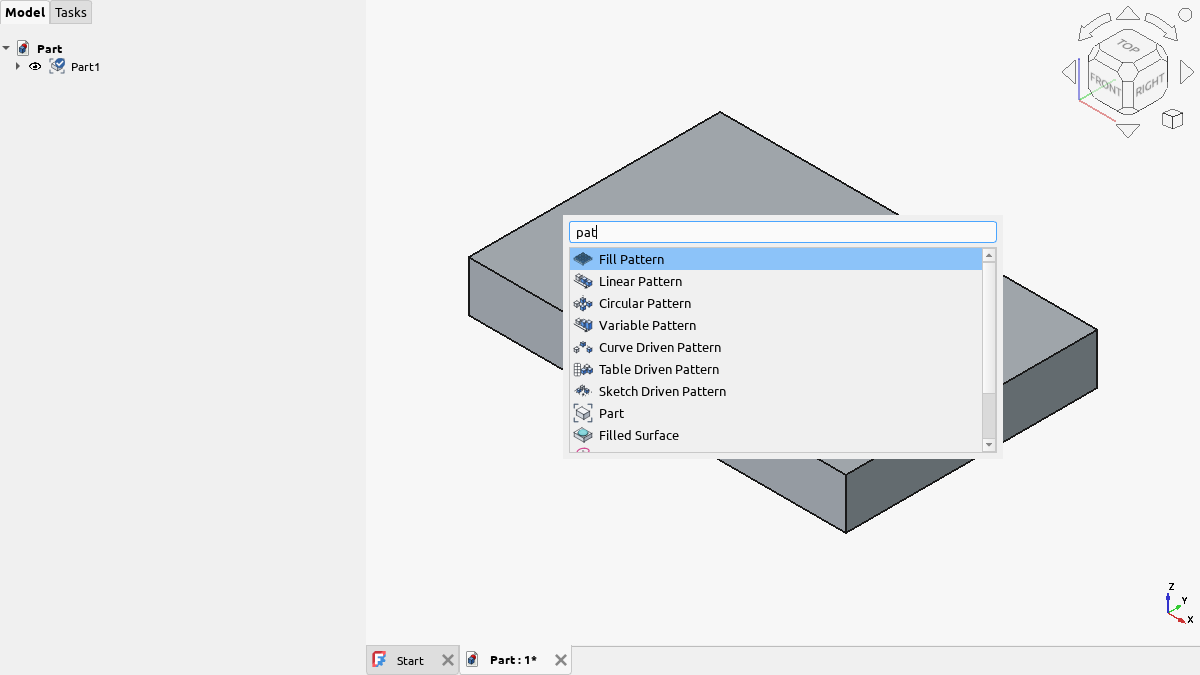 Model Tasks
Part
Part1
TOP
FRONT RIGHT
pat
Fill Pattern
Linear Pattern
Circular Pattern
Variable Pattern
Curve Driven Pattern
Table Driven Pattern
Sketch Driven Pattern
Part
Filled Surface
Z
Y
X
Start Part : 1*